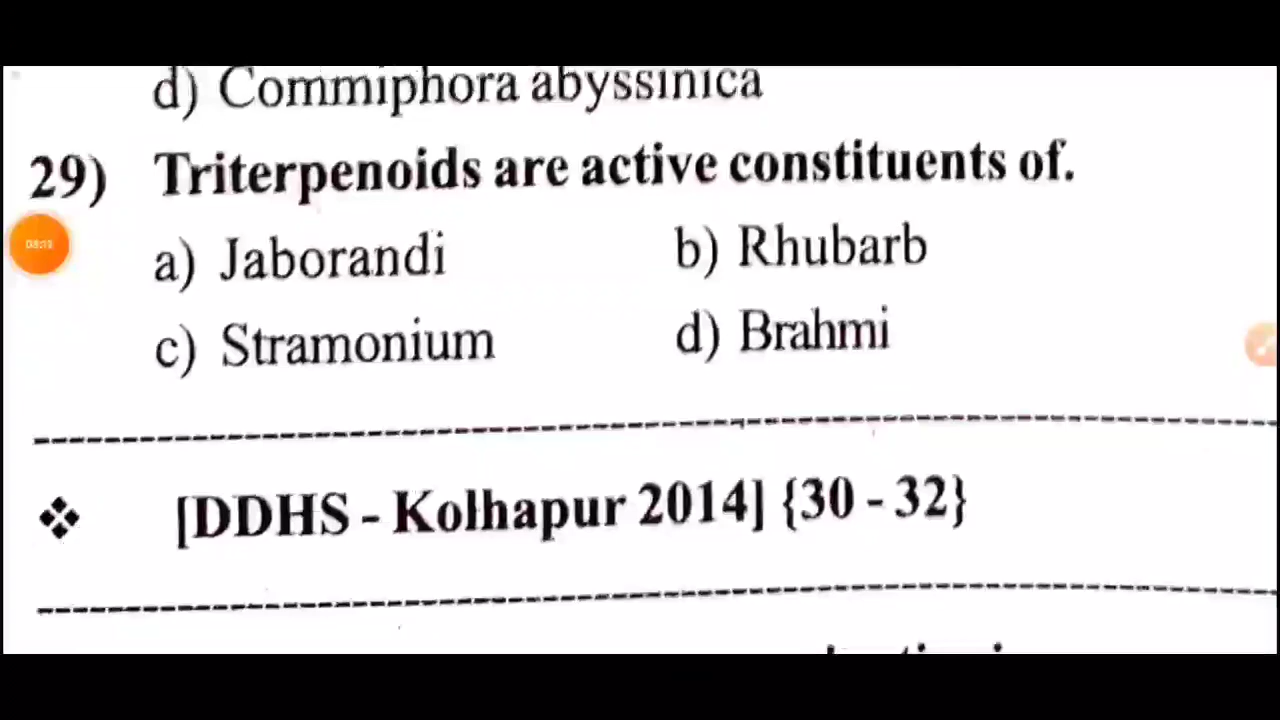 d) Commiphora abyssinica
29) Triterpenoids are active constituents of.
a) Jaborandi b) Rhubarb
c) Stramonium d) Brahmi
[DDHS - Kolhapur 2014] {30 - 32}